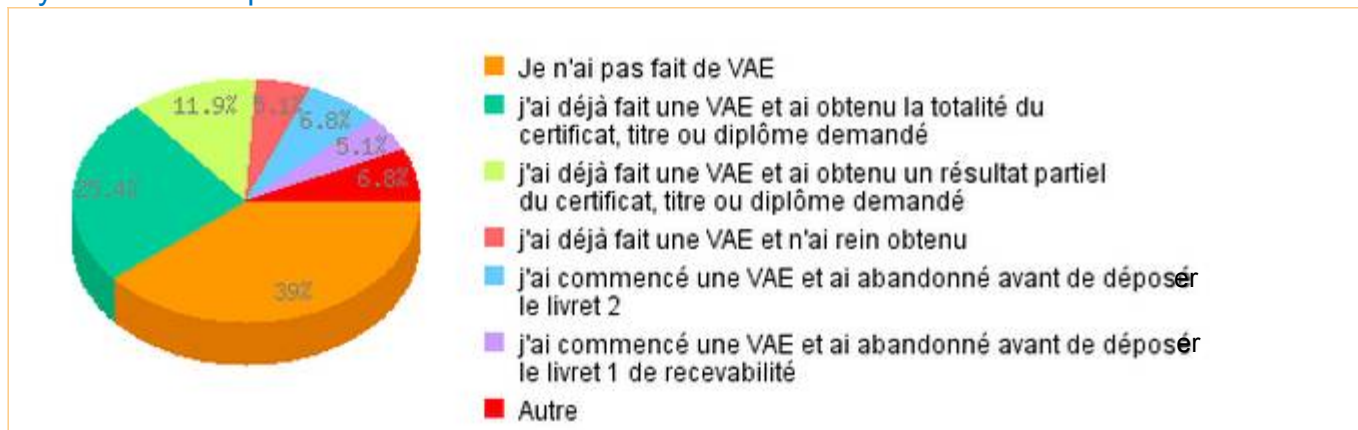 11.9%
5.1%
6.8%
5.1%
6.8%
25.4%
39%
Je n'ai pas fait de VAE
j'ai déjà fait une VAE et ai obtenu la totalité du
certificat, titre ou diplôme demandé
j'ai déjà fait une VAE et ai obtenu un résultat partiel
du certificat, titre ou diplôme demandé
j'ai déjà fait une VAE et n'ai rein obtenu
j'ai commencé une VAE et ai abandonné avant de déposer
le livret 2
j'ai commencé une VAE et ai abandonné avant de déposer
le livret 1 de recevabilité
Autre